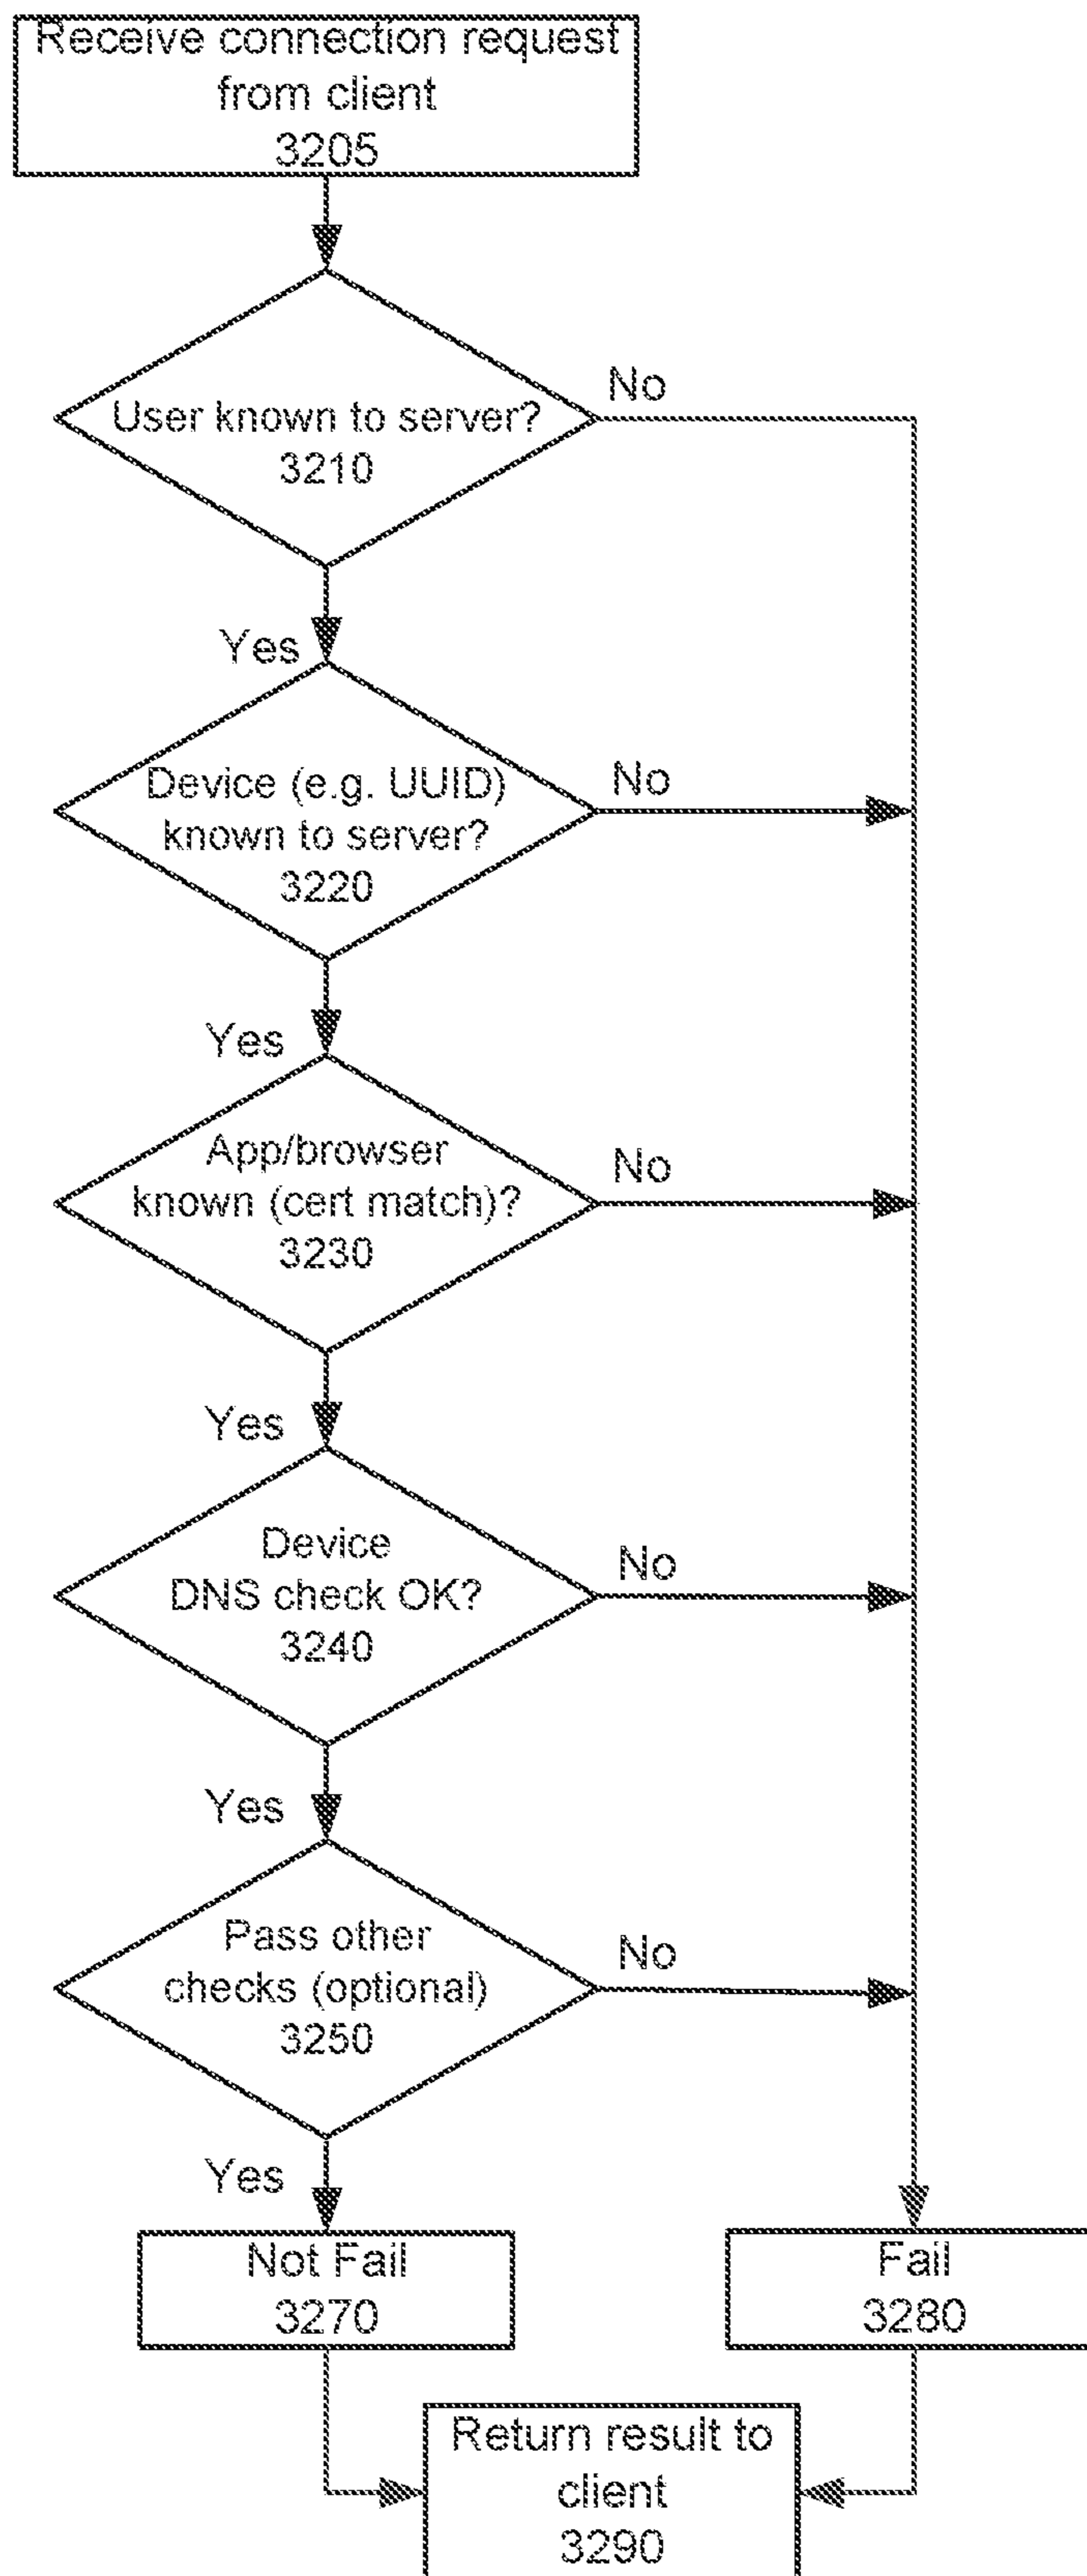 Receive connection request
from client
3205
User known to server?
3210
No
Yes
Device (e.g. UUID)
known to server?
3220
No
Yes
App/browser
known (cert match)?
3230
No
Yes
Device
DNS check OK?
3240
No
Yes
Pass other
checks (optional)
3250
No
Yes
Not Fail
3270
Fail
3280
Return result to
client
3290